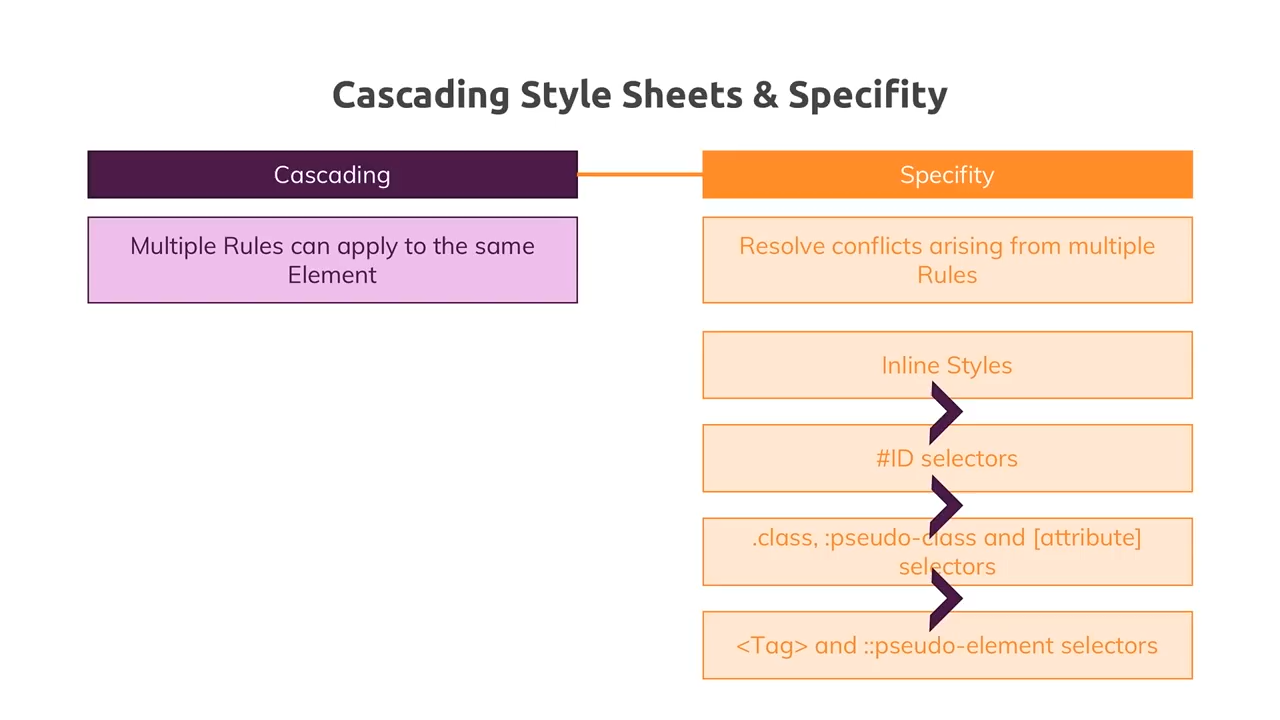 Cascading Style Sheets & Specifity
Cascading
Specifity
Multiple Rules can apply to the same
Element
Resolve conflicts arising from multiple
Rules
Inline Styles
#ID selectors
.class, :pseudo-class and [attribute]
selectors
<Tag> and ::pseudo-element selectors